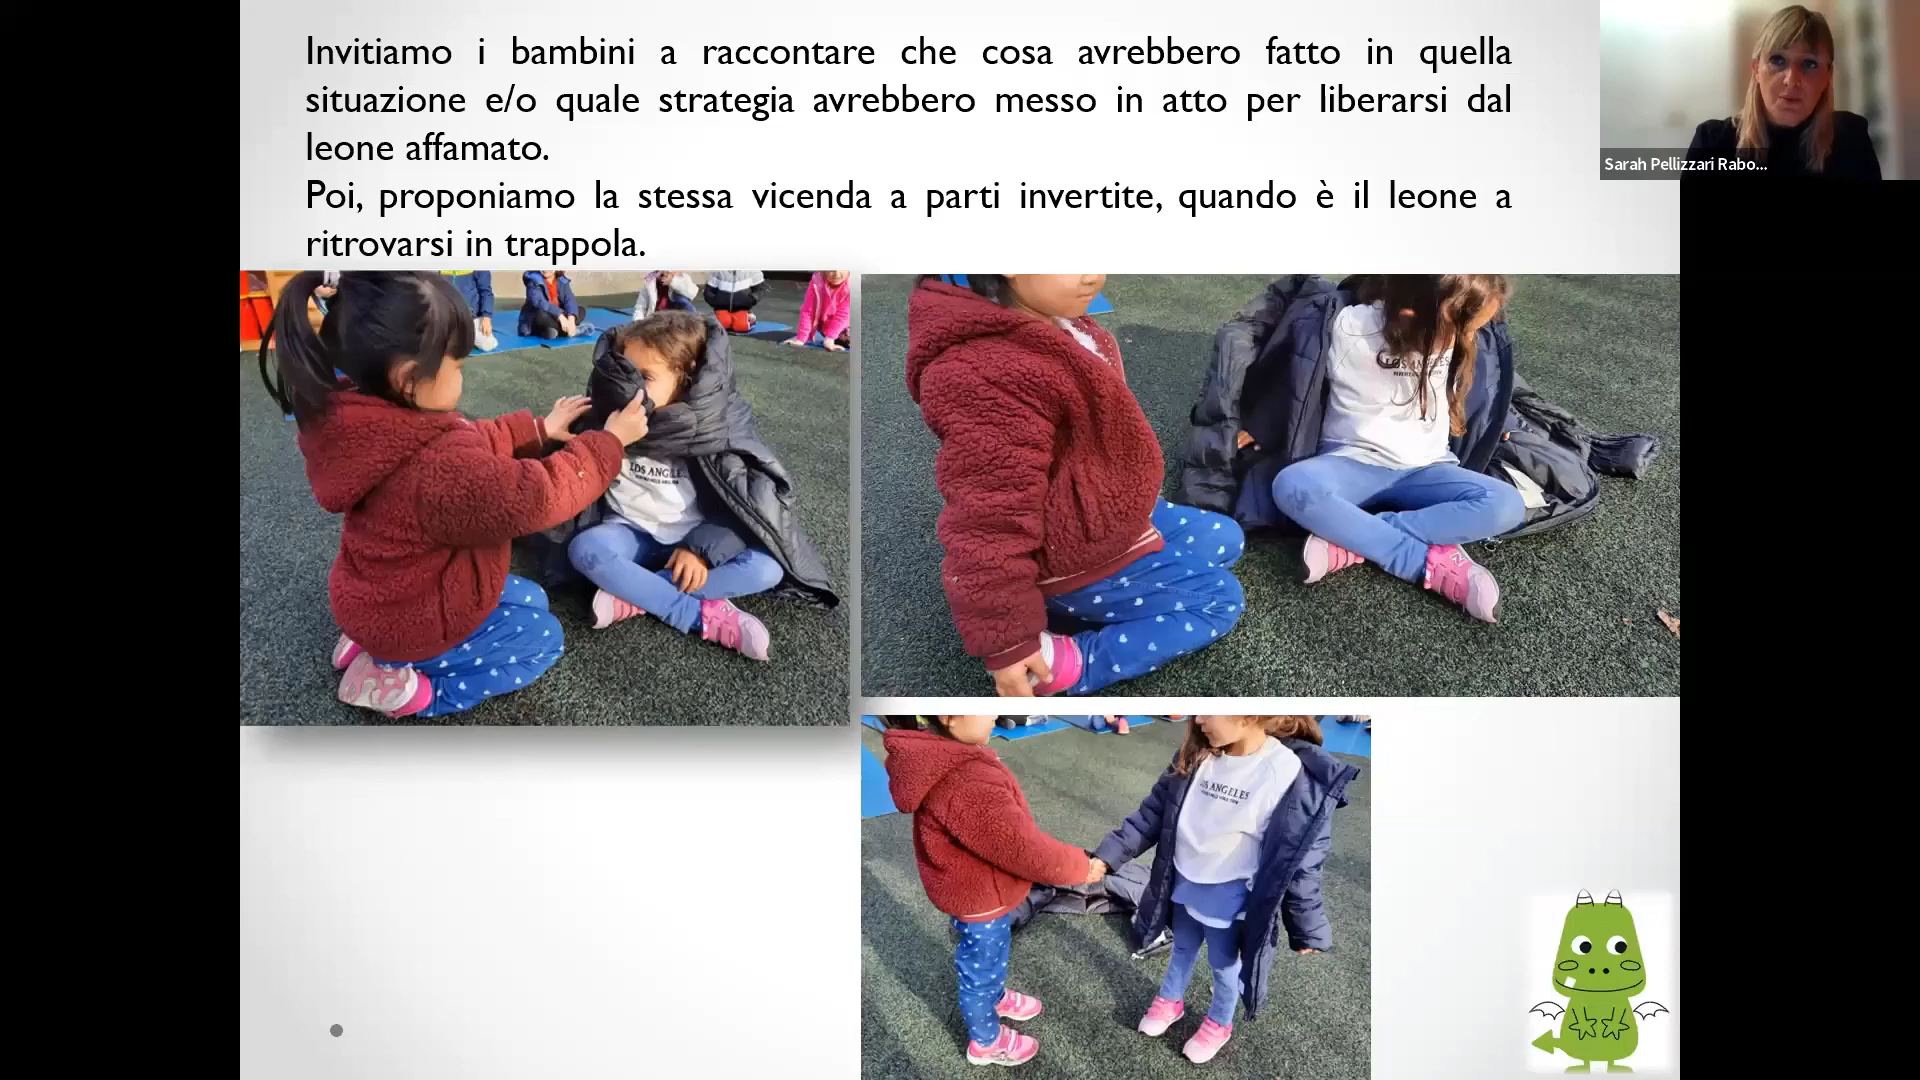 Invitiamo i bambini a raccontare che cosa avrebbero fatto in quella
situazione e/o quale strategia avrebbero messo in atto per liberarsi dal
leone affamato.
Poi, proponiamo la stessa vicenda a parti invertite, quando è il leone a
ritrovarsi in trappola.
Sarah Pellizzari Rabo...
LOS ANGELES
LOS ANGELES